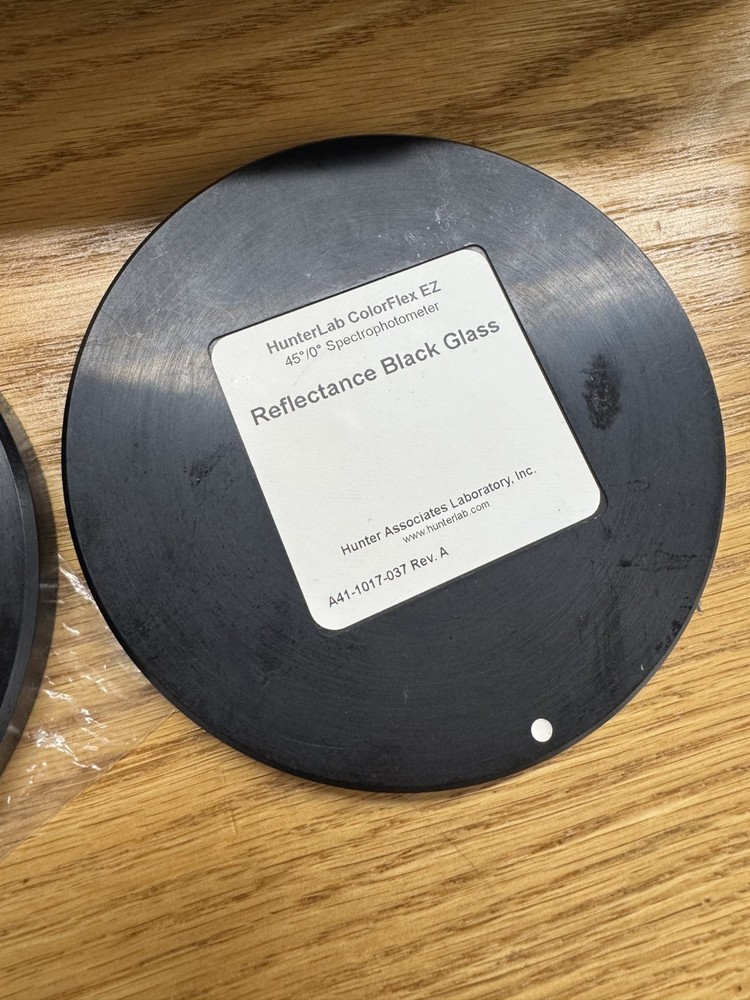 HunterLab ColorFlex EZ
45°/0° Spectrophotometer
Reflectance Black Glass
Hunter Associates Laboratory, Inc.
www.hunterlab.com
A41-1017-037 Rev. A